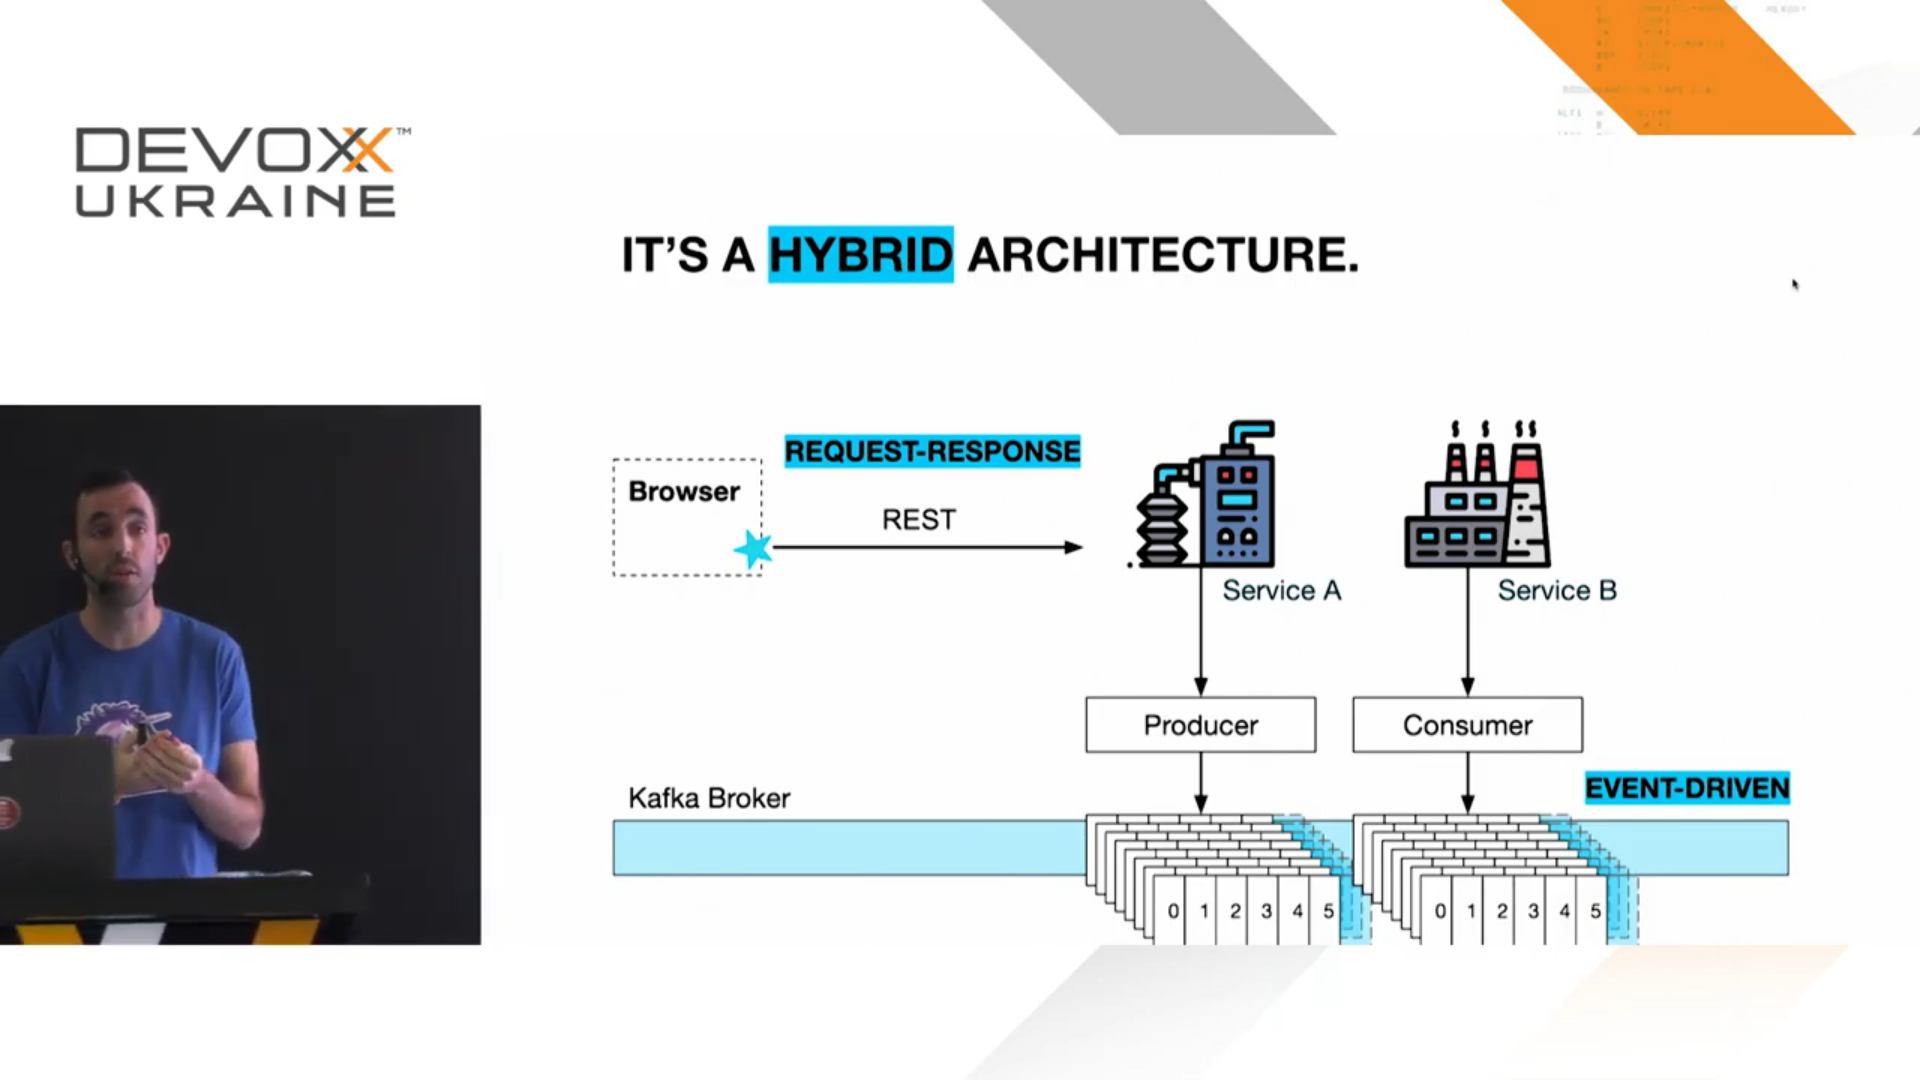 DEVOXX™
UKRAINE
IT'S A HYBRID ARCHITECTURE.
REQUEST-RESPONSE
Browser
REST
Service A
Service B
Producer
Consumer
Kafka Broker
EVENT-DRIVEN
0 1 2 3 4 5
0 1 2 3 4 5